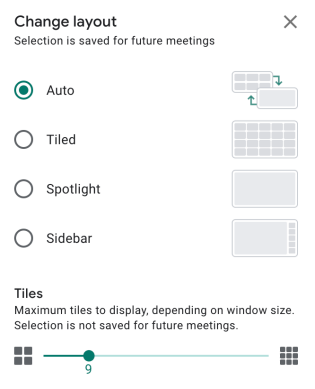 Change layout
Selection is saved for future meetings
Auto
Tiled
Spotlight
Sidebar
Tiles
Maximum tiles to display, depending on window size.
Selection is not saved for future meetings.
9